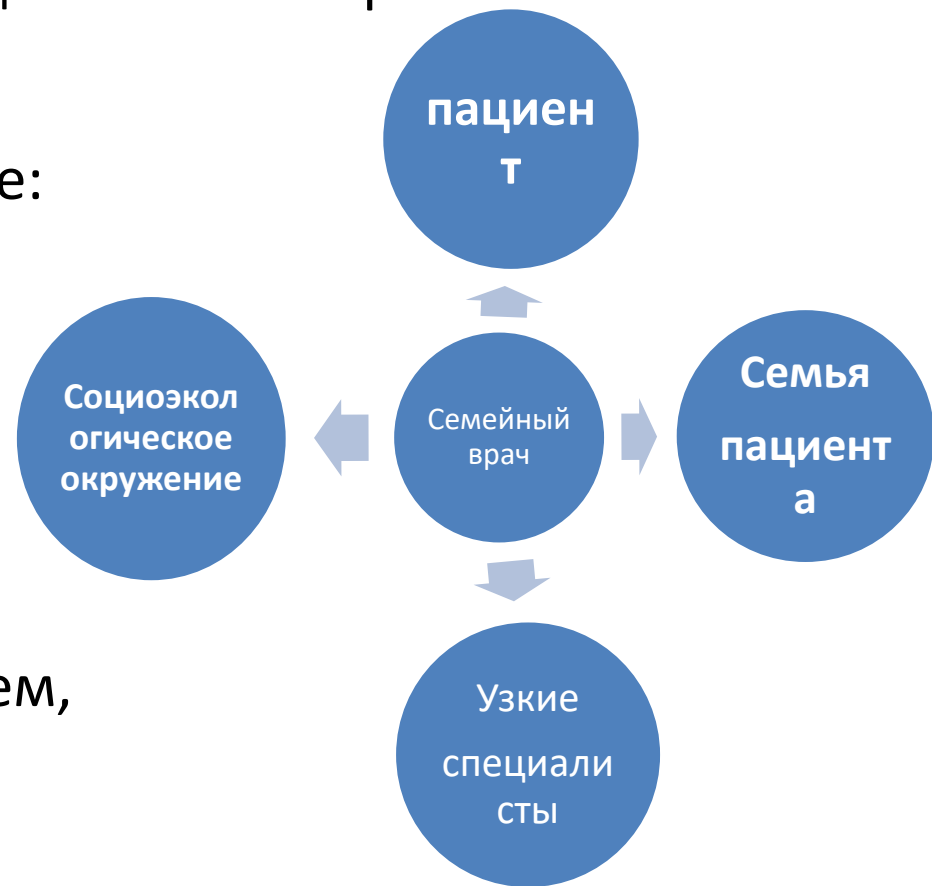 пациен
т
е:
Социоэкол
огическое
окружение
Семейный
врач
Семья
пациент
а
ем,
Узкие
специали
сты